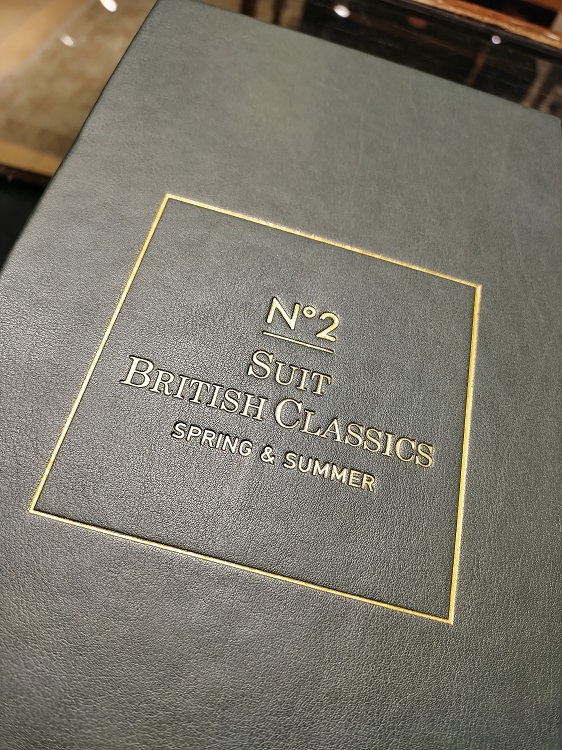 N°2
SUIT
BRITISH CLASSICS
SPRING & SUMMER